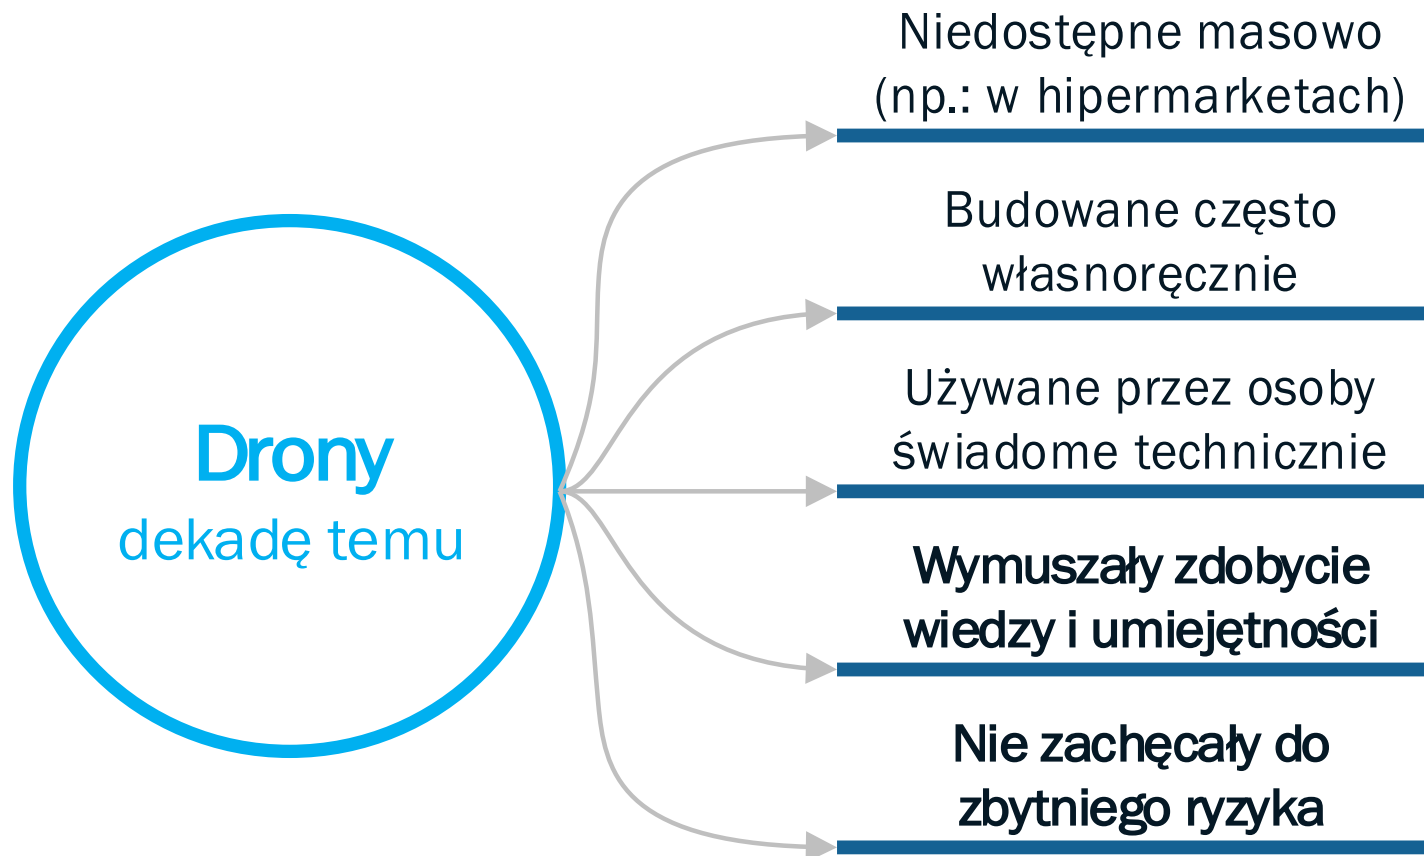 Drony
dekadę temu
Niedostępne masowo
(np.: w hipermarketach)
Budowane często
własnoręcznie
Używane przez osoby
świadome technicznie
Wymuszały zdobycie
wiedzy i umiejętności
Nie zachęcały do
zbytniego ryzyka